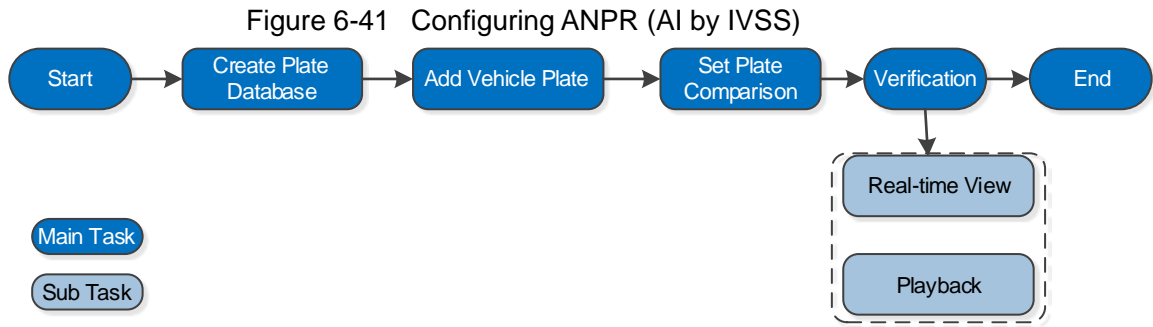 Figure 6-41 Configuring ANPR (AI by IVSS)
Start
Create Plate
Database
Add Vehicle Plate
Set Plate
Comparison
Verification
End
Real-time View
Playback
Main Task
Sub Task